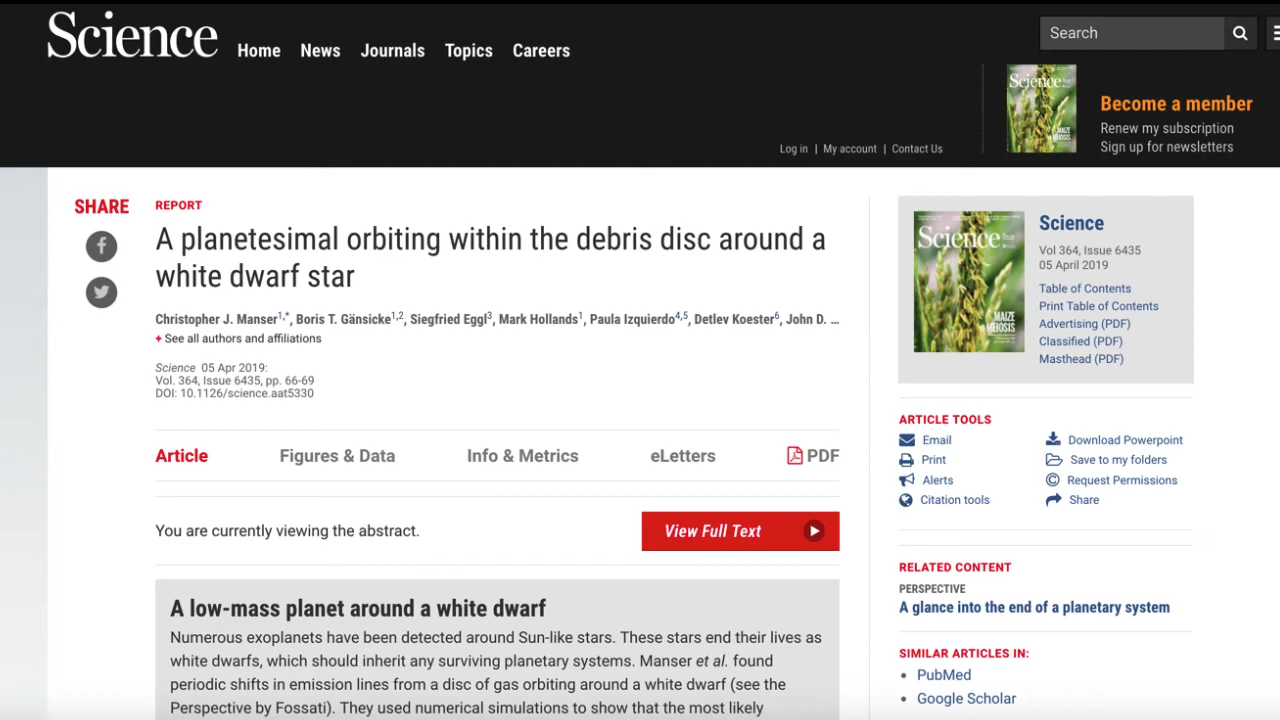 Science
Home News Journals Topics Careers
Search
Become a member
Renew my subscription
Sign up for newsletters
Log in | My account | Contact Us
Science
MAIZE
MEIOSIS
SHARE
REPORT
A planetesimal orbiting within the debris disc around a
white dwarf star
Christopher J. Manser1,*, Boris T. Gänsicke1,2, Siegfried Eggl3, Mark Hollands1, Paula Izquierdo4,5, Detlev Koester6, John D. ...
+ See all authors and affiliations
Science 05 Apr 2019:
Vol. 364, Issue 6435, pp. 66-69
DOI: 10.1126/science.aat5330
Article Figures & Data Info & Metrics eLetters PDF
You are currently viewing the abstract.
View Full Text
A low-mass planet around a white dwarf
Numerous exoplanets have been detected around Sun-like stars. These stars end their lives as
white dwarfs, which should inherit any surviving planetary systems. Manser et al. found
periodic shifts in emission lines from a disc of gas orbiting around a white dwarf (see the
Perspective by Fossati). They used numerical simulations to show that the most likely
Science
MAIZE
MEIOSIS
Science
Vol 364, Issue 6435
05 April 2019
Table of Contents
Print Table of Contents
Advertising (PDF)
Classified (PDF)
Masthead (PDF)
ARTICLE TOOLS
Email Download Powerpoint
Print Save to my folders
Alerts Request Permissions
Citation tools Share
RELATED CONTENT
PERSPECTIVE
A glance into the end of a planetary system
SIMILAR ARTICLES IN:
• PubMed
• Google Scholar